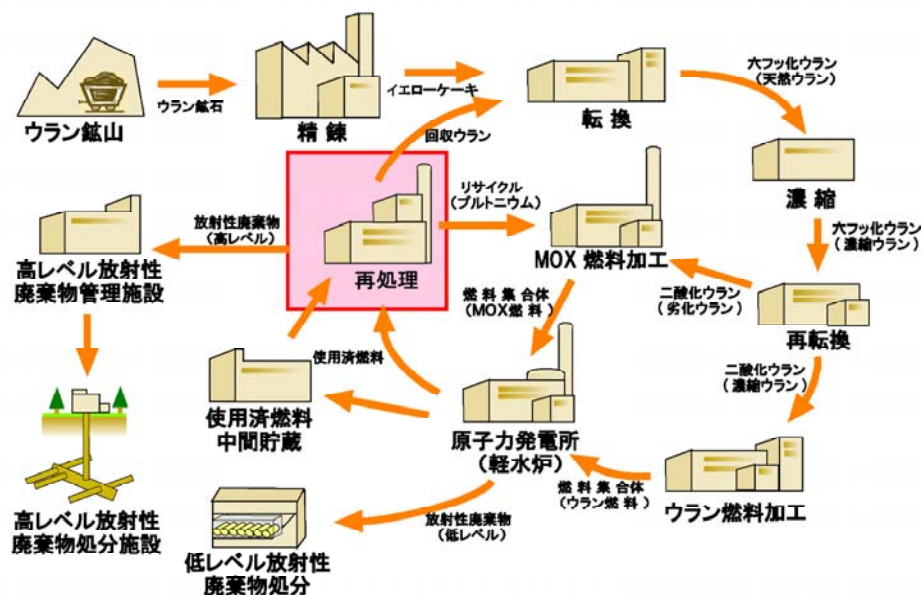 ウラン鉱山
ウラン鉱石
精 錬
イエローケーキ
回収ウラン
転 換
六フッ化ウラン
(天然ウラン)
濃 縮
六フッ化ウラン
(濃縮ウラン)
再転換
二酸化ウラン
(劣化ウラン)
二酸化ウラン
(濃縮ウラン)
リサイクル
(プルトニウム)
MOX 燃料加工
燃 料 集 合 体
(MOX燃 料 )
再処理
放射性廃棄物
(高レベル)
高レベル放射性
廃棄物管理施設
高レベル放射性
廃棄物処分施設
使用済燃料
使用済燃料
中間貯蔵
原子力発電所
(軽水炉)
燃 料 集 合 体
(ウラン燃 料 )
ウラン燃料加工
放射性廃棄物
(低レベル)
低レベル放射性
廃棄物処分